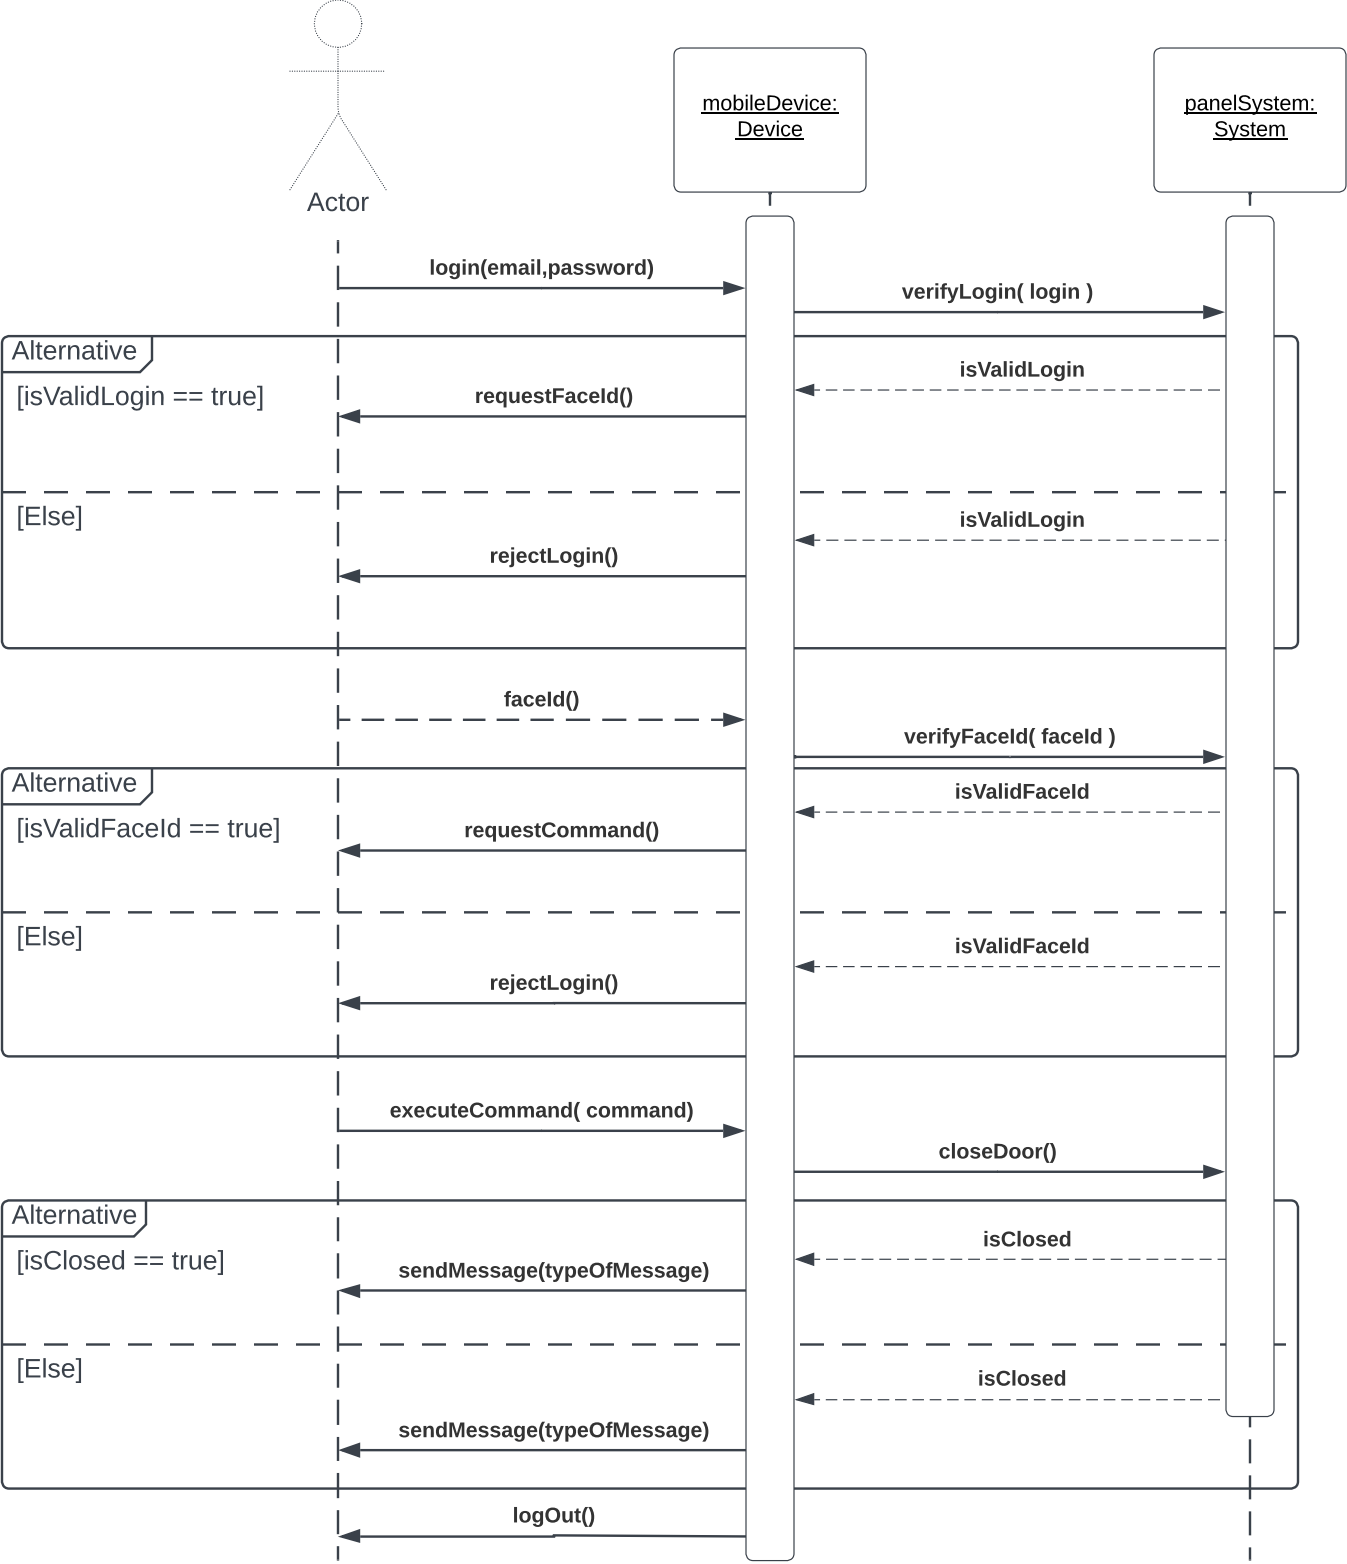 mobileDevice:
Device
panelSystem:
System
Actor
login(email,password)
verifyLogin( login )
Alternative
isValidLogin
[isValidLogin == true]
requestFaceId()
[Else]
isValidLogin
rejectLogin()
faceId()
verifyFaceId( faceId )
Alternative
isValidFaceId
[isValidFaceId == true]
requestCommand()
[Else]
isValidFaceId
rejectLogin()
executeCommand( command)
closeDoor()
Alternative
isClosed
[isClosed == true]
sendMessage(typeOfMessage)
[Else]
isClosed
sendMessage(typeOfMessage)
logOut()